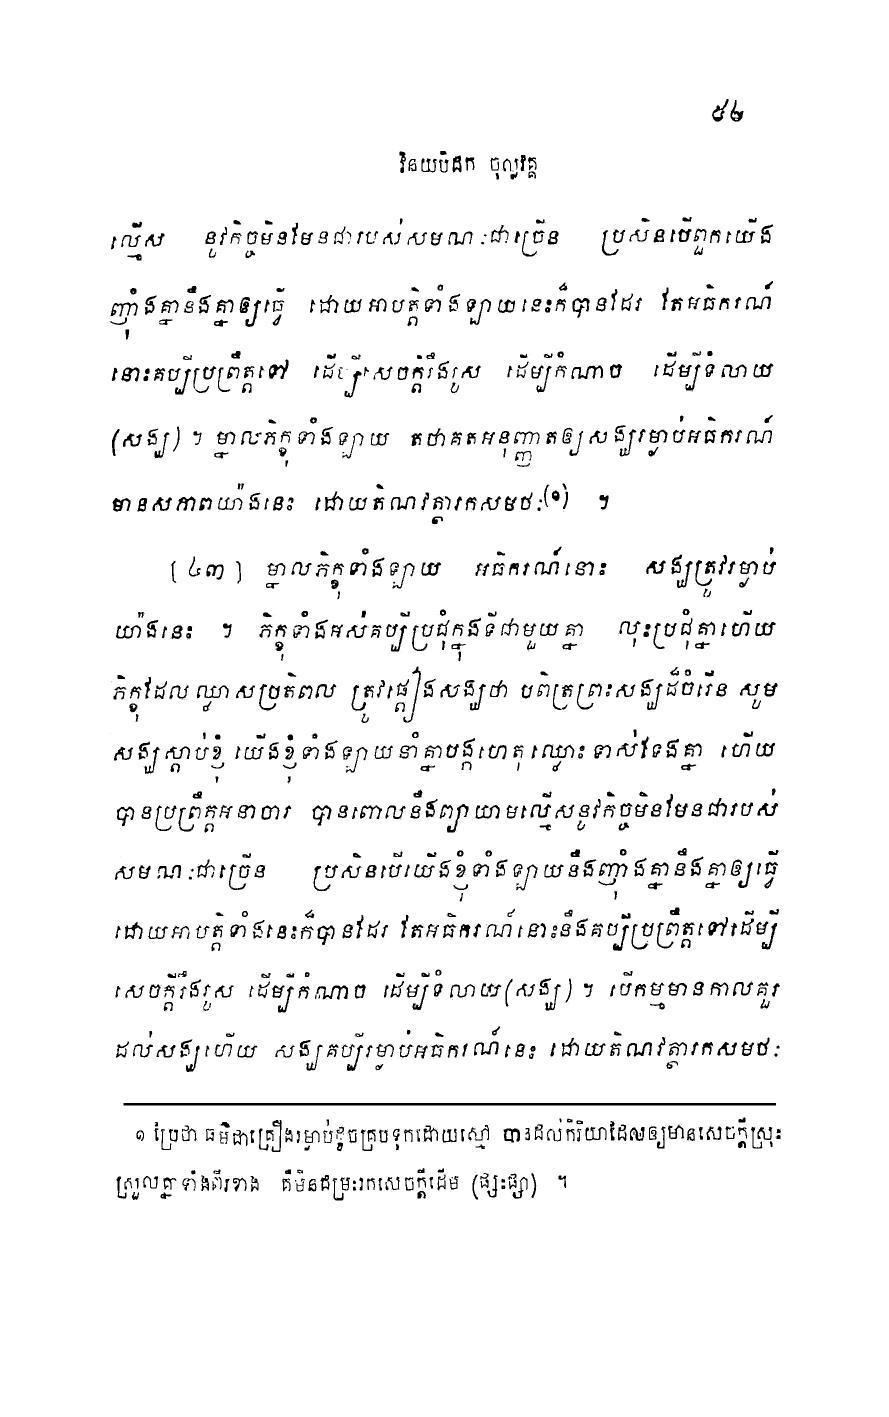 ៥៤
វិនយបិដក ចុល្លវគ្គ
ល្មើស នូវកិច្ចមិនមែនជារបស់សមណៈជាច្រើន ប្រសិនបើពួកយើង
ញុំាងគ្នានឹងគ្នាឲ្យធ្វើ ដោយអាបត្តិទាំងឡាយនេះក៏បានដែរ តែអធិករណ៍
នោះគប្បីប្រព្រឹត្តទៅ ដើម្បីសេចក្តីរឹងរូស ដើម្បីកំណាច ដើម្បីទំលាយ
(សង្ឃ) ។ ម្នាលភិក្ខុទាំងឡាយ តថាគតអនុញ្ញាតឲ្យសង្ឃរម្ងាប់អធិករណ៍
មានសភាពយ៉ាងនេះ ដោយតិណវត្ថារកសមថៈ(១) ។
[៤៣] ម្នាលភិក្ខុទាំងឡាយ អធិករណ៍នោះ សង្ឃត្រូវរម្ងាប់
យ៉ាងនេះ ។ ភិក្ខុទាំងអស់គប្បីប្រជុំក្នុងទីជាមួយគ្នា លុះប្រជុំគ្នាហើយ
ភិក្ខុដែលឈ្លាសប្រតិពល ត្រូវផ្តៀងសង្ឃថា បពិត្រព្រះសង្ឃដ៏ចំរើន សូម
សង្ឃស្តាប់ខ្ញុំ យើងខ្ញុំទាំងឡាយនាំគ្នាបង្កហេតុឈ្លោះទាស់ទែងគ្នា ហើយ
បានប្រព្រឹត្តអនាចារ បានពោលនឹងព្យាយាមល្មើសនូវកិច្ចមិនមែនជារបស់
សមណៈជាច្រើន ប្រសិនបើយើងខ្ញុំទាំងឡាយនឹងញុំាងគ្នានឹងគ្នាឲ្យធ្វើ
ដោយអាបត្តិទាំងនេះក៏បានដែរ តែអធិករណ៍នោះនឹងគប្បីប្រព្រឹត្តទៅដើម្បី
សេចក្តីរឹងរូស ដើម្បីកំណាច ដើម្បីទំលាយ(សង្ឃ) ។ បើកម្មមានកាលគួរ
ដល់សង្ឃហើយ សង្ឃគប្បីរម្ងាប់អធិករណ៍នេះ ដោយតិណវត្ថារកសមថៈ
១ ប្រែថា ធម៌ជាគ្រឿងរម្ងាប់ដូចគ្របទុកដោយស្មៅ បានដល់កិរិយាដែលឲ្យមានសេចក្តីស្រុះ
ស្រួលគ្នាទាំងពីរខាង គឺមិនជម្រះរកសេចក្តីដើម (ផ្សះផ្សា) ។